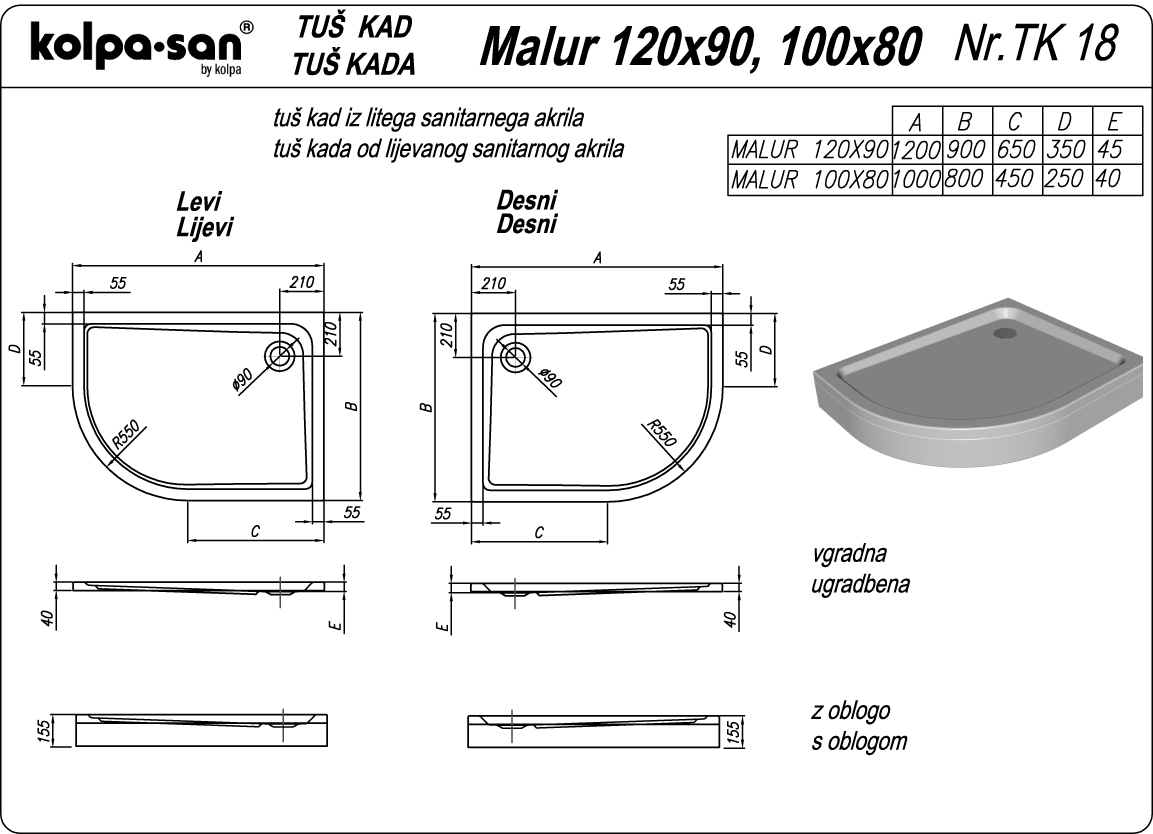 kolpa•san®
by kolpa
TUŠ KAD
TUŠ KADA
Malur 120x90, 100x80
Nr.TK 18
tuš kad iz litega sanitarnega akrila
tuš kada od lijevanog sanitarnog akrila
A B C D E
MALUR 120X90 1200 900 650 350 45
MALUR 100X80 1000 800 450 250 40
Levi
Lijevi
Desni
Desni
A
55
210
D
55
210
ø90
B
R550
55
C
A
210
55
210
55
D
ø90
B
R550
55
C
40
E
E
40
vgradna
ugradbena
155
155
z oblogo
s oblogom